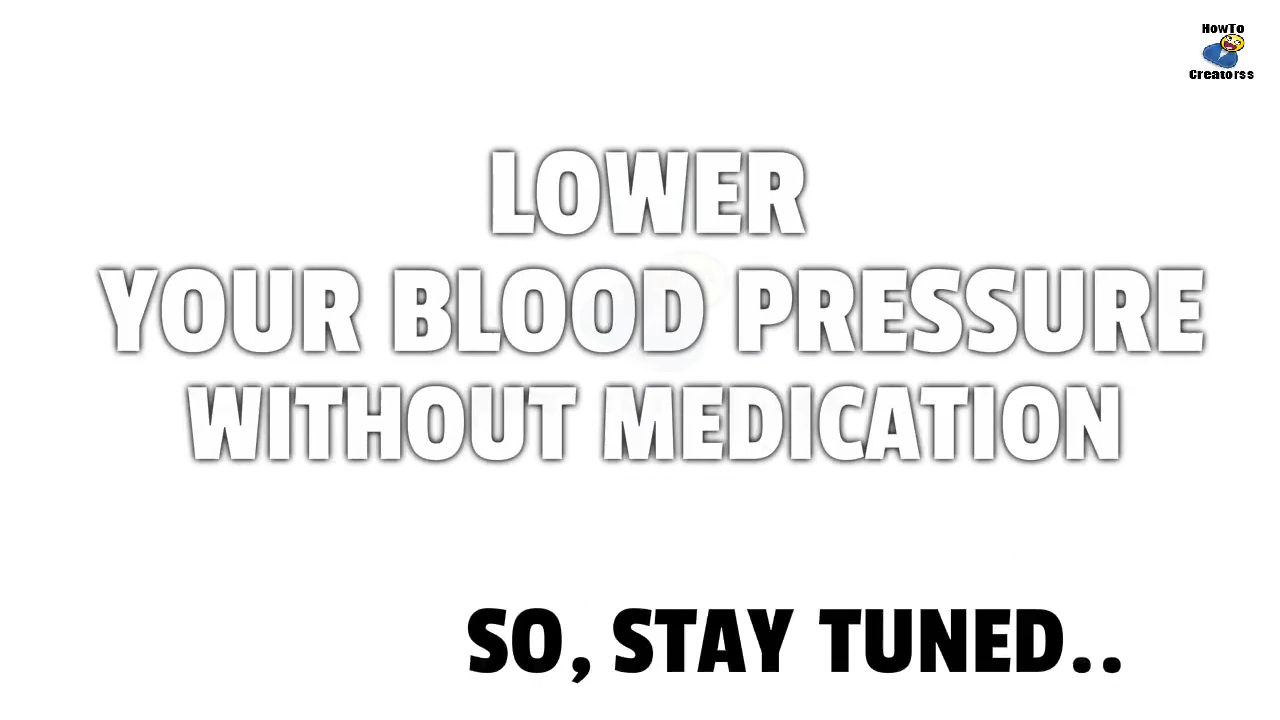 HowTo
Creatorss
LOWER
YOUR BLOOD PRESSURE
WITHOUT MEDICATION
SO, STAY TUNED..